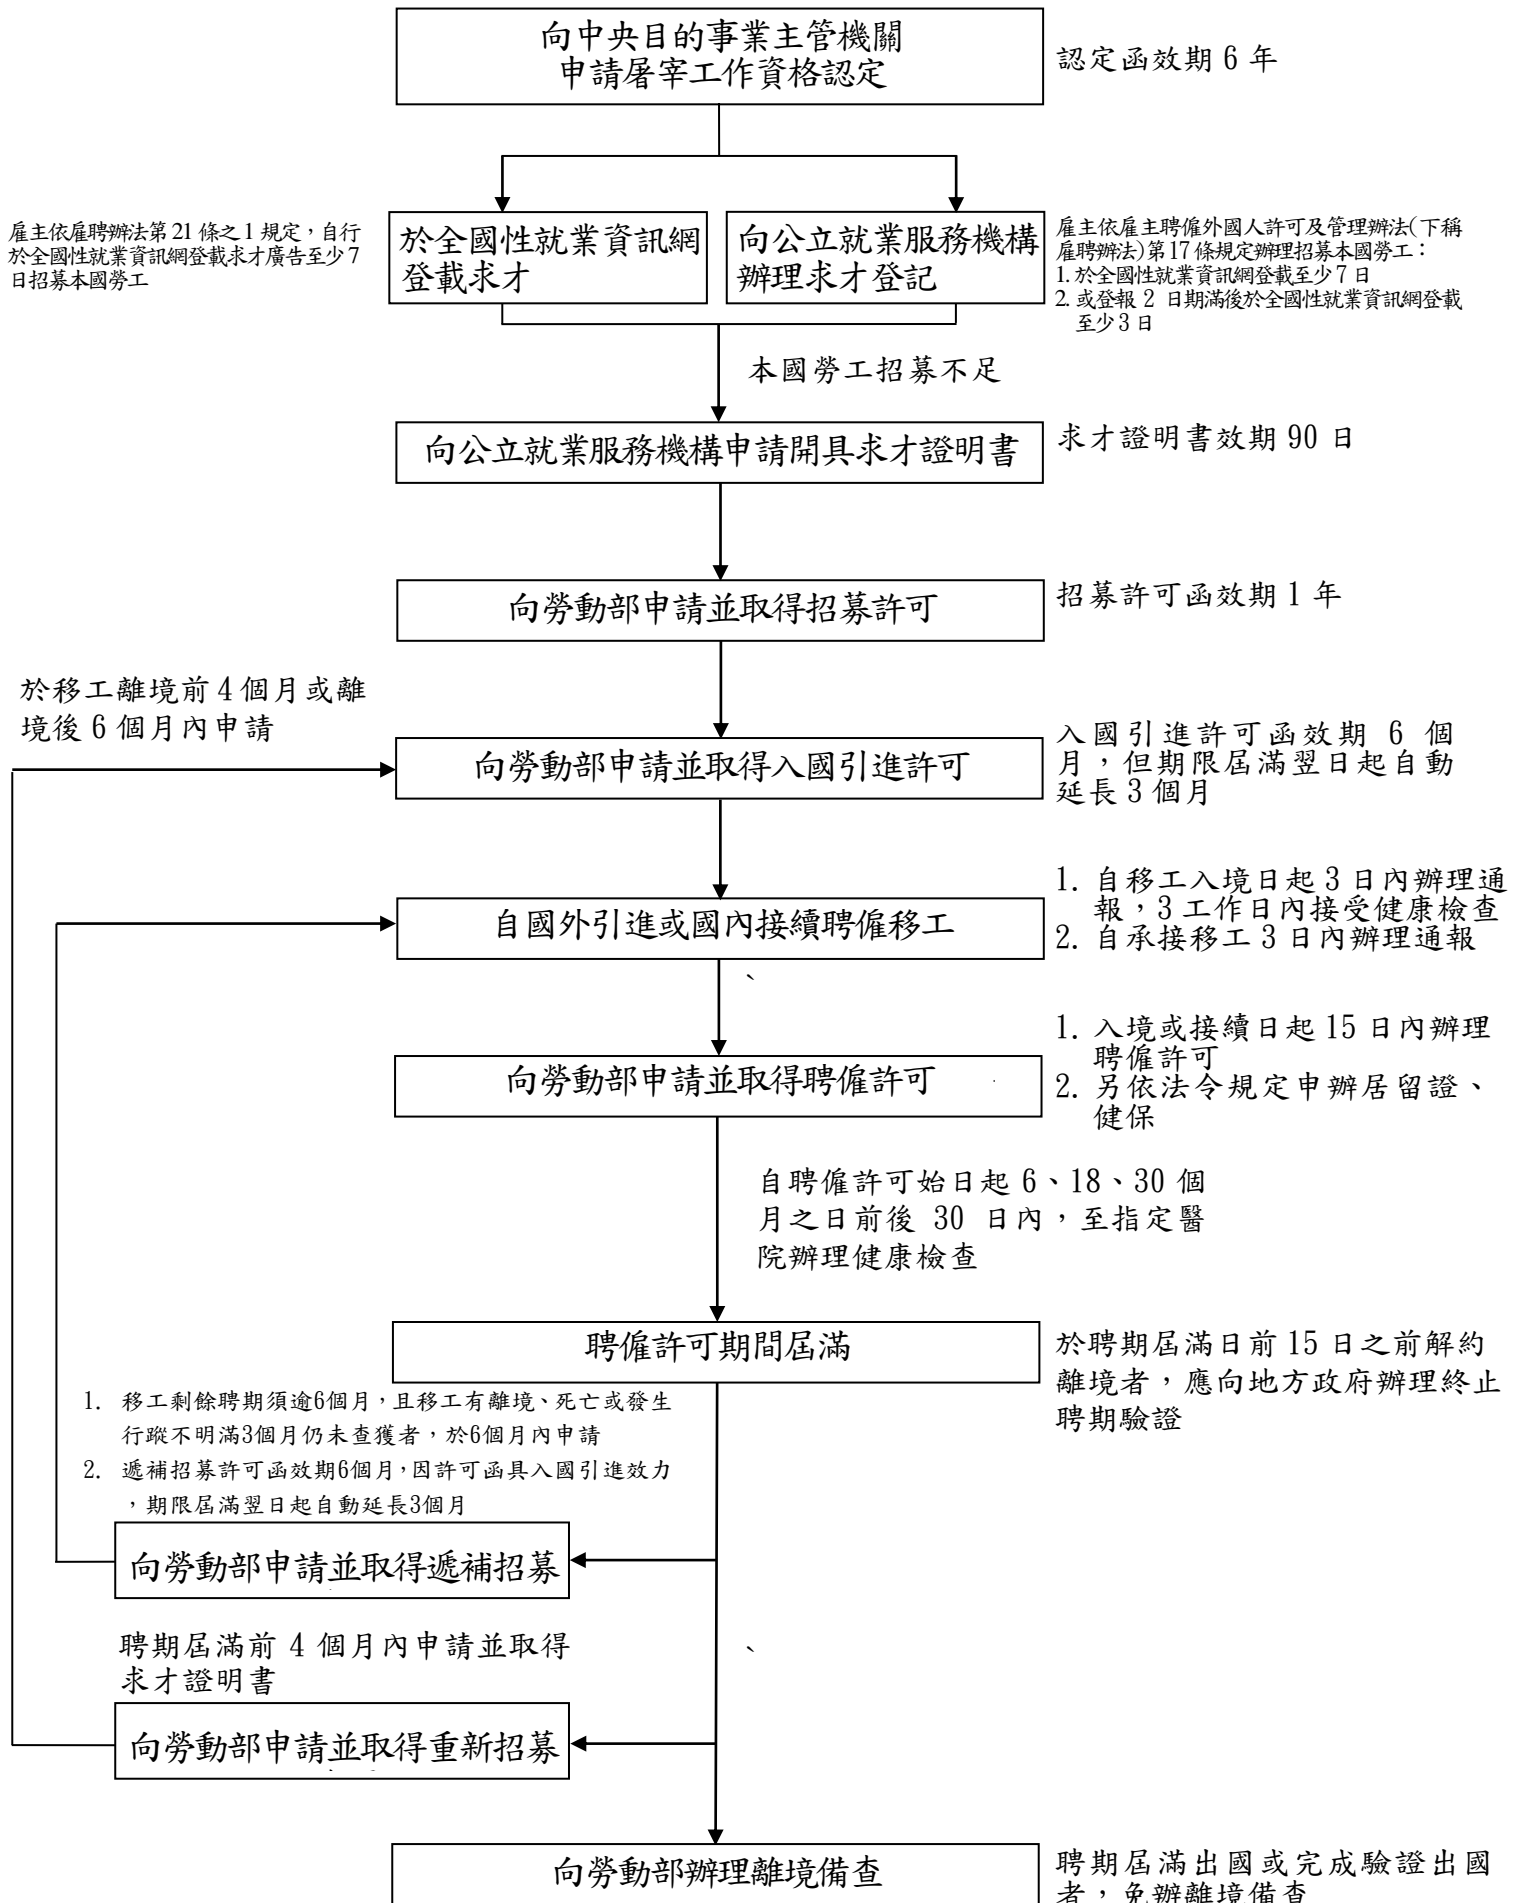 向中央目的事業主管機關
申請屠宰工作資格認定
認定函效期 6 年
雇主依雇聘辦法第 21 條之 1 規定，自行
於全國性就業資訊網登載求才廣告至少 7
日招募本國勞工
於全國性就業資訊網
登載求才
向公立就業服務機構
辦理求才登記
雇主依雇主聘僱外國人許可及管理辦法(下稱
雇聘辦法)第 17 條規定辦理招募本國勞工：
1. 於全國性就業資訊網登載至少 7 日
2. 或登報 2 日期滿後於全國性就業資訊網登載
至少 3 日
本國勞工招募不足
向公立就業服務機構申請開具求才證明書
求才證明書效期 90 日
向勞動部申請並取得招募許可
招募許可函效期 1 年
於移工離境前 4 個月或離
境後 6 個月內申請
向勞動部申請並取得入國引進許可
入國引進許可函效期 6 個
月，但期限屆滿翌日起自動
延長 3 個月
自國外引進或國內接續聘僱移工
1. 自移工入境日起 3 日內辦理通
報，3 工作日內接受健康檢查
2. 自承接移工 3 日內辦理通報
、
向勞動部申請並取得聘僱許可
1. 入境或接續日起 15 日內辦理
聘僱許可
2. 另依法令規定申辦居留證、
健保
自聘僱許可始日起 6、18、30 個
月之日前後 30 日內，至指定醫
院辦理健康檢查
聘僱許可期間屆滿
於聘期屆滿日前 15 日之前解約
離境者，應向地方政府辦理終止
聘期驗證
1. 移工剩餘聘期須逾6個月，且移工有離境、死亡或發生
行蹤不明滿3個月仍未查獲者，於6個月內申請
2. 遞補招募許可函效期6個月，因許可函具入國引進效力
，期限屆滿翌日起自動延長3個月
向勞動部申請並取得遞補招募
聘期屆滿前 4 個月內申請並取得
求才證明書
、
向勞動部申請並取得重新招募
向勞動部辦理離境備查
聘期屆滿出國或完成驗證出國
者，免辦離境備查